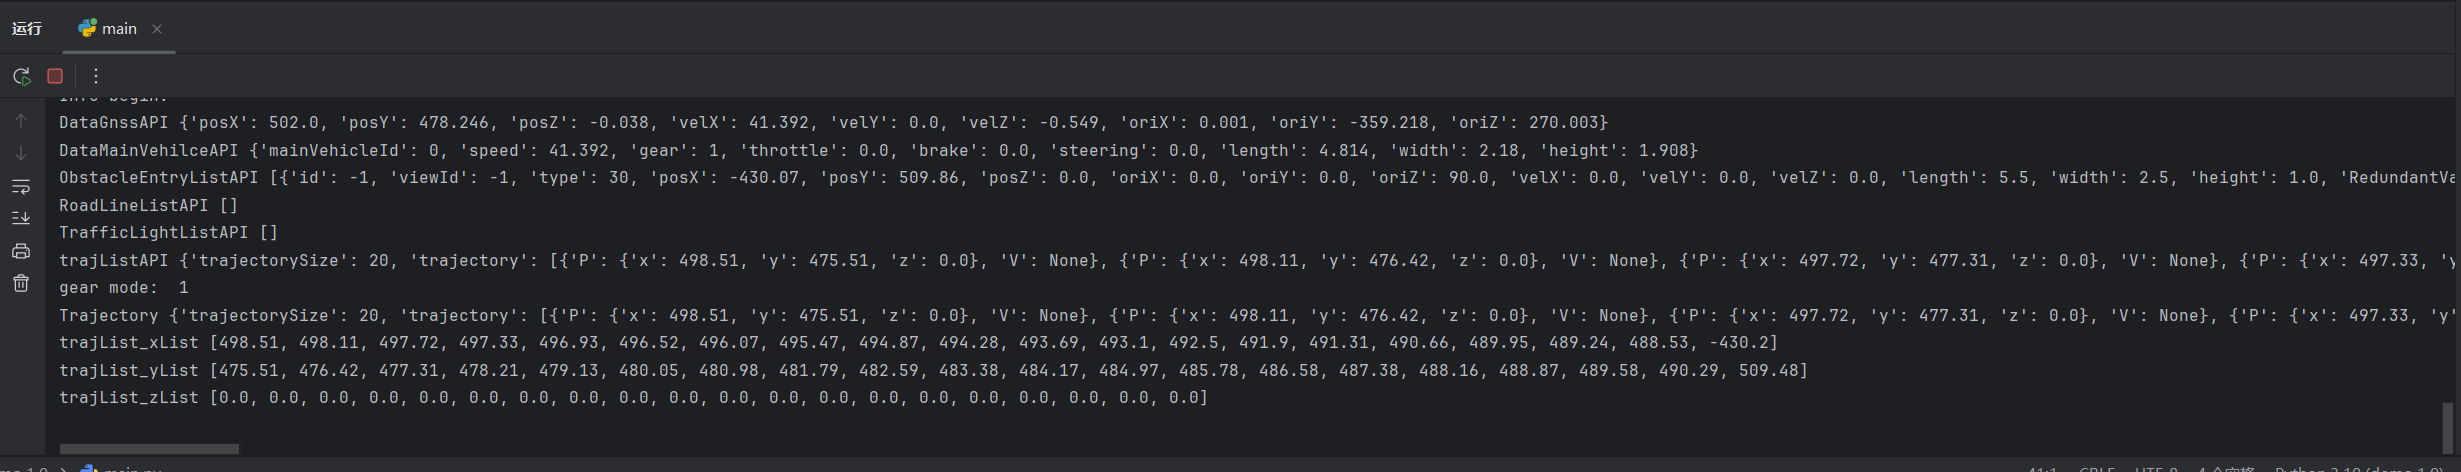 运行 main
Info begin:
DataGnssAPI {'posX': 502.0, 'posY': 478.246, 'posZ': -0.038, 'velX': 41.392, 'velY': 0.0, 'velZ': -0.549, 'oriX': 0.001, 'oriY': -359.218, 'oriZ': 270.003}
DataMainVehilceAPI {'mainVehicleId': 0, 'speed': 41.392, 'gear': 1, 'throttle': 0.0, 'brake': 0.0, 'steering': 0.0, 'length': 4.814, 'width': 2.18, 'height': 1.908}
ObstacleEntryListAPI [{'id': -1, 'viewId': -1, 'type': 30, 'posX': -430.07, 'posY': 509.86, 'posZ': 0.0, 'oriX': 0.0, 'oriY': 0.0, 'oriZ': 90.0, 'velX': 0.0, 'velY': 0.0, 'velZ': 0.0, 'length': 5.5, 'width': 2.5, 'height': 1.0, 'RedundantVa
RoadLineListAPI []
TrafficLightListAPI []
trajListAPI {'trajectorySize': 20, 'trajectory': [{'P': {'x': 498.51, 'y': 475.51, 'z': 0.0}, 'V': None}, {'P': {'x': 498.11, 'y': 476.42, 'z': 0.0}, 'V': None}, {'P': {'x': 497.72, 'y': 477.31, 'z': 0.0}, 'V': None}, {'P': {'x': 497.33, 'y
gear mode:  1
Trajectory {'trajectorySize': 20, 'trajectory': [{'P': {'x': 498.51, 'y': 475.51, 'z': 0.0}, 'V': None}, {'P': {'x': 498.11, 'y': 476.42, 'z': 0.0}, 'V': None}, {'P': {'x': 497.72, 'y': 477.31, 'z': 0.0}, 'V': None}, {'P': {'x': 497.33, 'y'
trajList_xList [498.51, 498.11, 497.72, 497.33, 496.93, 496.52, 496.07, 495.47, 494.87, 494.28, 493.69, 493.1, 492.5, 491.9, 491.31, 490.66, 489.95, 489.24, 488.53, -430.2]
trajList_yList [475.51, 476.42, 477.31, 478.21, 479.13, 480.05, 480.98, 481.79, 482.59, 483.38, 484.17, 484.97, 485.78, 486.58, 487.38, 488.16, 488.87, 489.58, 490.29, 509.48]
trajList_zList [0.0, 0.0, 0.0, 0.0, 0.0, 0.0, 0.0, 0.0, 0.0, 0.0, 0.0, 0.0, 0.0, 0.0, 0.0, 0.0, 0.0, 0.0, 0.0, 0.0]